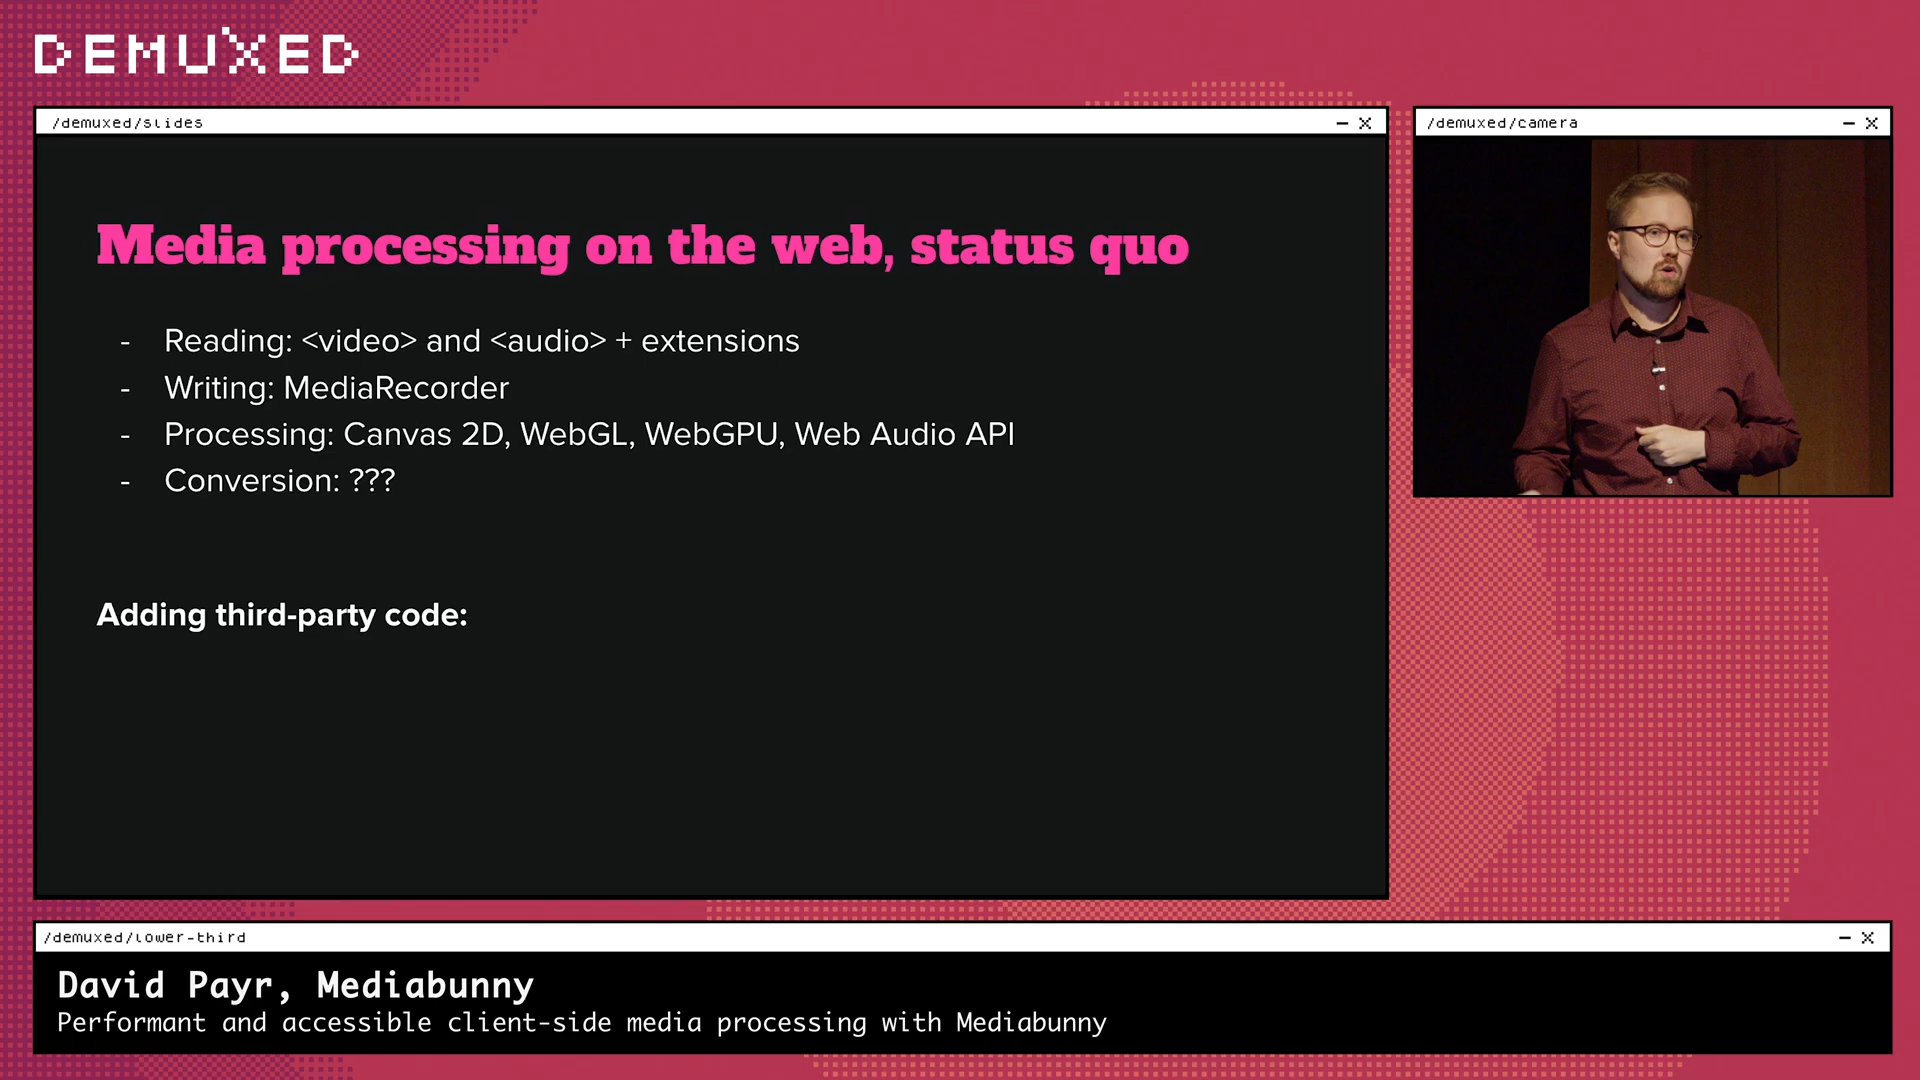 DEMUXED
/demuxed/slides
/demuxed/camera
Media processing on the web, status quo
- Reading: <video> and <audio> + extensions
- Writing: MediaRecorder
- Processing: Canvas 2D, WebGL, WebGPU, Web Audio API
- Conversion: ???
Adding third-party code:
/demuxed/lower-third
David Payr, Mediabunny
Performant and accessible client-side media processing with Mediabunny